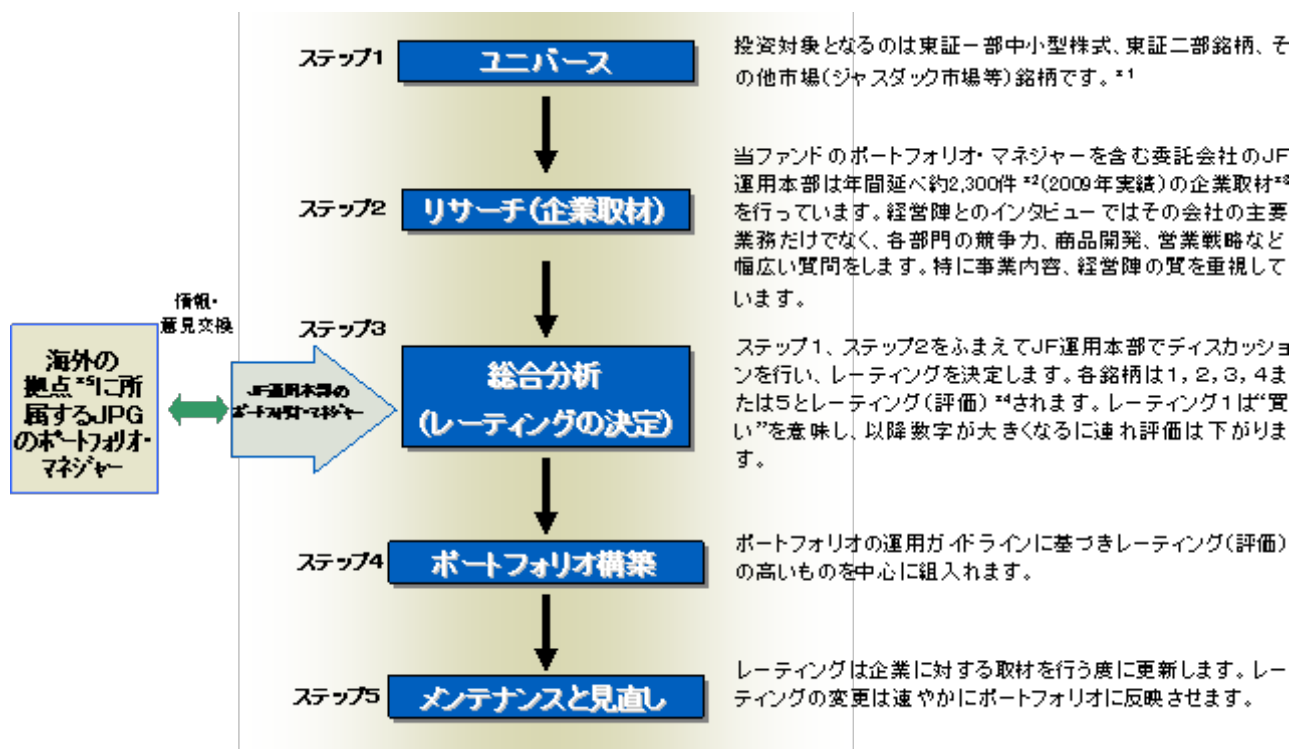 ステップ1
ユニバース
投資対象となるのは東証一部中小型株式、東証二部銘柄、そ
の他市場(ジャスダック市場等)銘柄です。*1
ステップ2
リサーチ(企業取材)
当ファンドのポートフォリオ・マネジャーを含む委託会社のJF
運用本部は年間延べ約2,300件*2(2009年実績)の企業取材*3
を行っています。経営陣とのインタビューではその会社の主要
業務だけでなく、各部門の競争力、商品開発、営業戦略など
幅広い質問をします。特に事業内容、経営陣の質を重視して
います。
情報・
意見交換
海外の
拠点*5に所
属するJPG
のポートフォリオ・
マネジャー
JF運用本部の
ポートフォリオ・マネジャー
ステップ3
総合分析
(レーティングの決定)
ステップ1、ステップ2をふまえてJF運用本部でディスカッショ
ンを行い、レーティングを決定します。各銘柄は1,2,3,4ま
たは5とレーティング(評価)*4されます。レーティング1は“買
い”を意味し、以降数字が大きくなるに連れ評価は下がりま
す。
ステップ4
ポートフォリオ構築
ポートフォリオの運用ガイドラインに基づきレーティング(評価)
の高いものを中心に組入れます。
ステップ5
メンテナンスと見直し
レーティングは企業に対する取材を行う度に更新します。レー
ティングの変更は速やかにポートフォリオに反映させます。